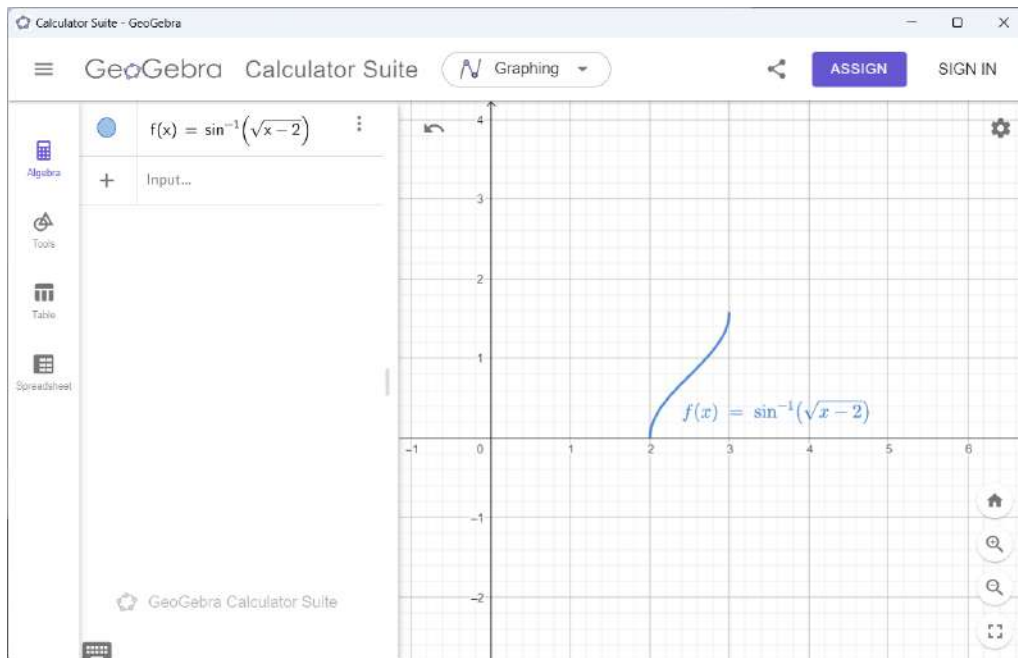 Calculator Suite - GeoGebra
GeoGebra Calculator Suite Graphing ASSIGN SIGN IN
f(x) = sin⁻¹(√(x − 2))
Input...
Algebra
Tools
Table
Spreadsheet
GeoGebra Calculator Suite
4
3
2
1
−1 0 1 2 3 4 5 6
−1
−2
f(x) = sin⁻¹(√(x − 2))